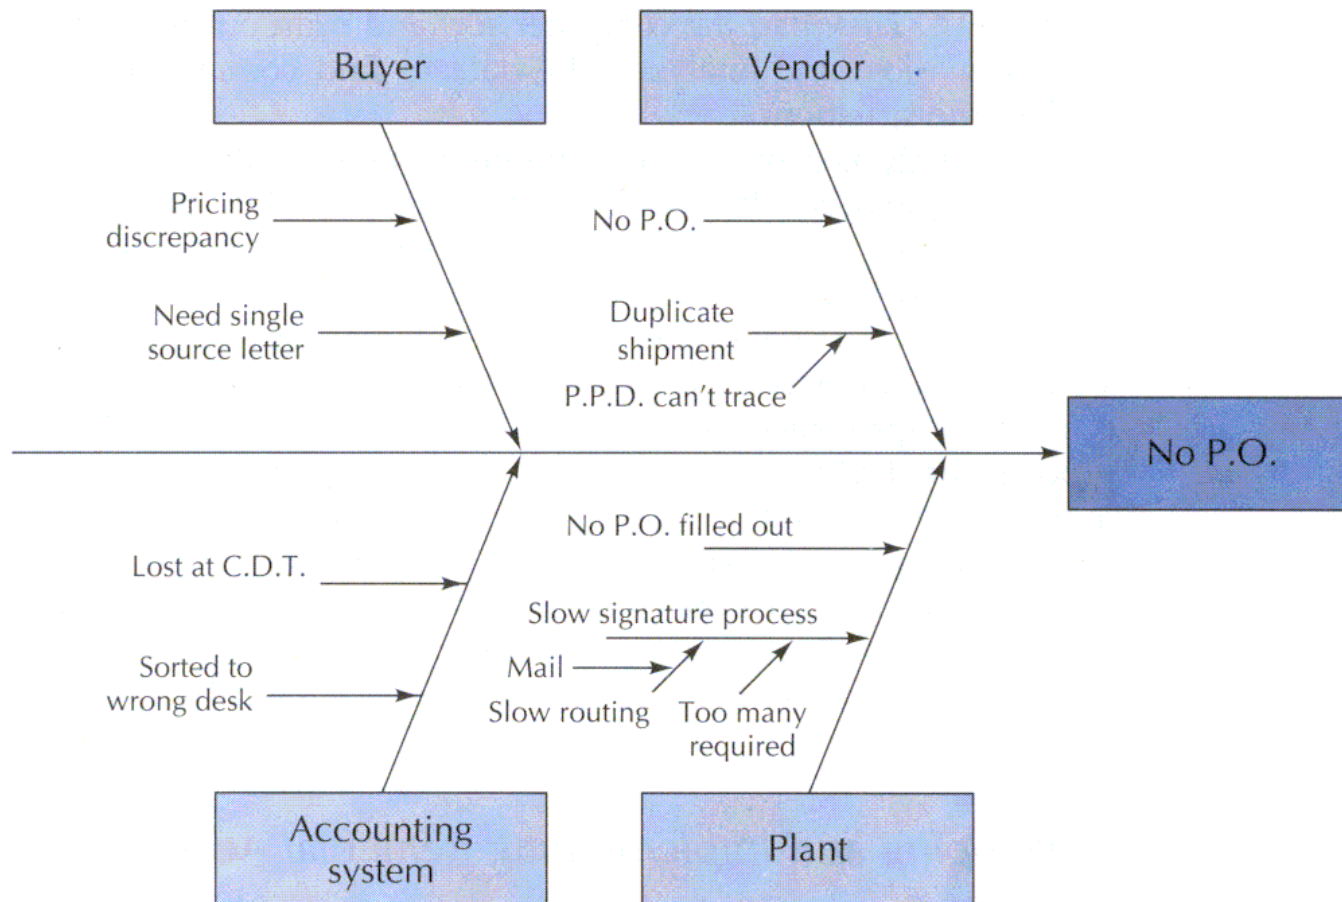 Buyer
Vendor
Pricing
discrepancy
No P.O.
Need single
source letter
Duplicate
shipment
P.P.D. can't trace
No P.O.
No P.O. filled out
Lost at C.D.T.
Slow signature process
Sorted to
wrong desk
Mail
Slow routing
Too many
required
Accounting
system
Plant